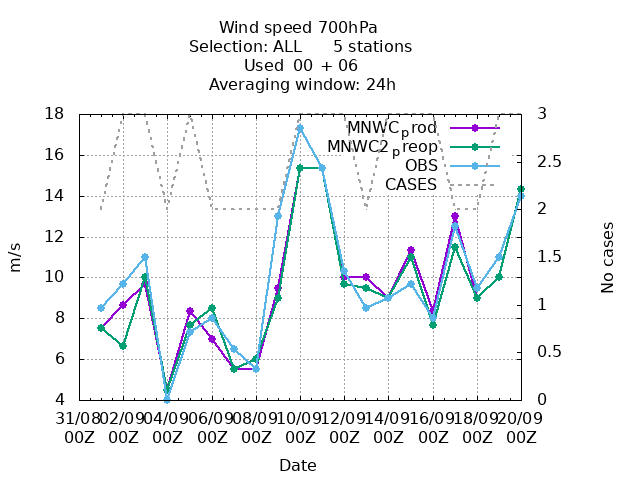 Wind speed 700hPa
Selection: ALL 5 stations
Used 00 + 06
Averaging window: 24h
18 3
16 2.5
14 2
12 1.5
10 1
8 0.5
6 0
4
MNWC_prod
MNWC2_preop
OBS
CASES
m/s
No cases
31/08 02/09 04/09 06/09 08/09 10/09 12/09 14/09 16/09 18/09 20/09
00Z 00Z 00Z 00Z 00Z 00Z 00Z 00Z 00Z 00Z 00Z
Date